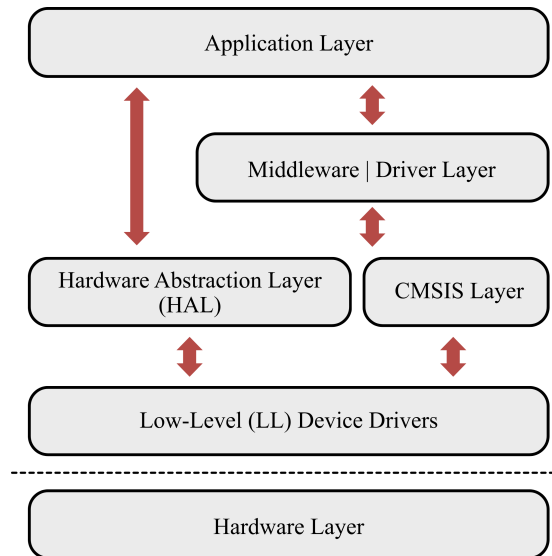 Application Layer
Middleware | Driver Layer
Hardware Abstraction Layer
(HAL)
CMSIS Layer
Low-Level (LL) Device Drivers
Hardware Layer